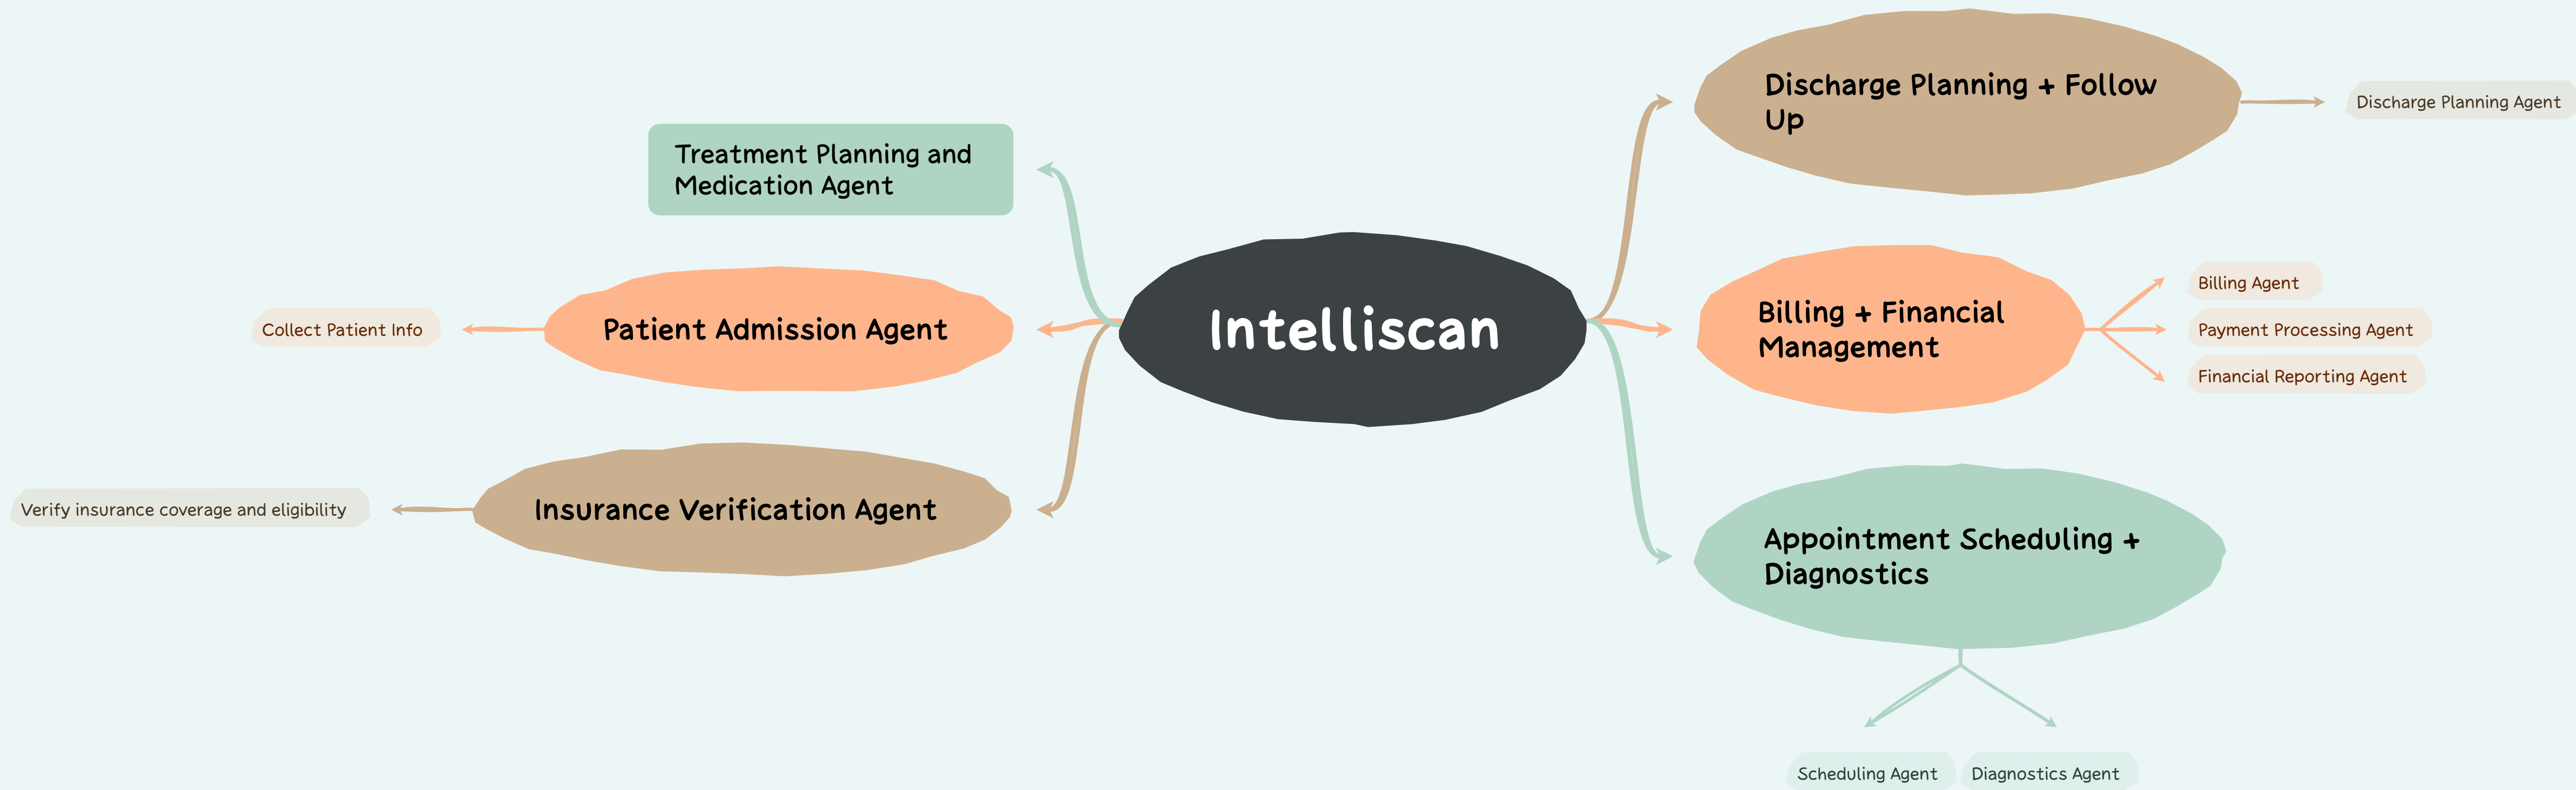 Intelliscan
Treatment Planning and
Medication Agent
Patient Admission Agent
Collect Patient Info
Insurance Verification Agent
Verify insurance coverage and eligibility
Discharge Planning + Follow
Up
Discharge Planning Agent
Billing + Financial
Management
Billing Agent
Payment Processing Agent
Financial Reporting Agent
Appointment Scheduling +
Diagnostics
Scheduling Agent
Diagnostics Agent